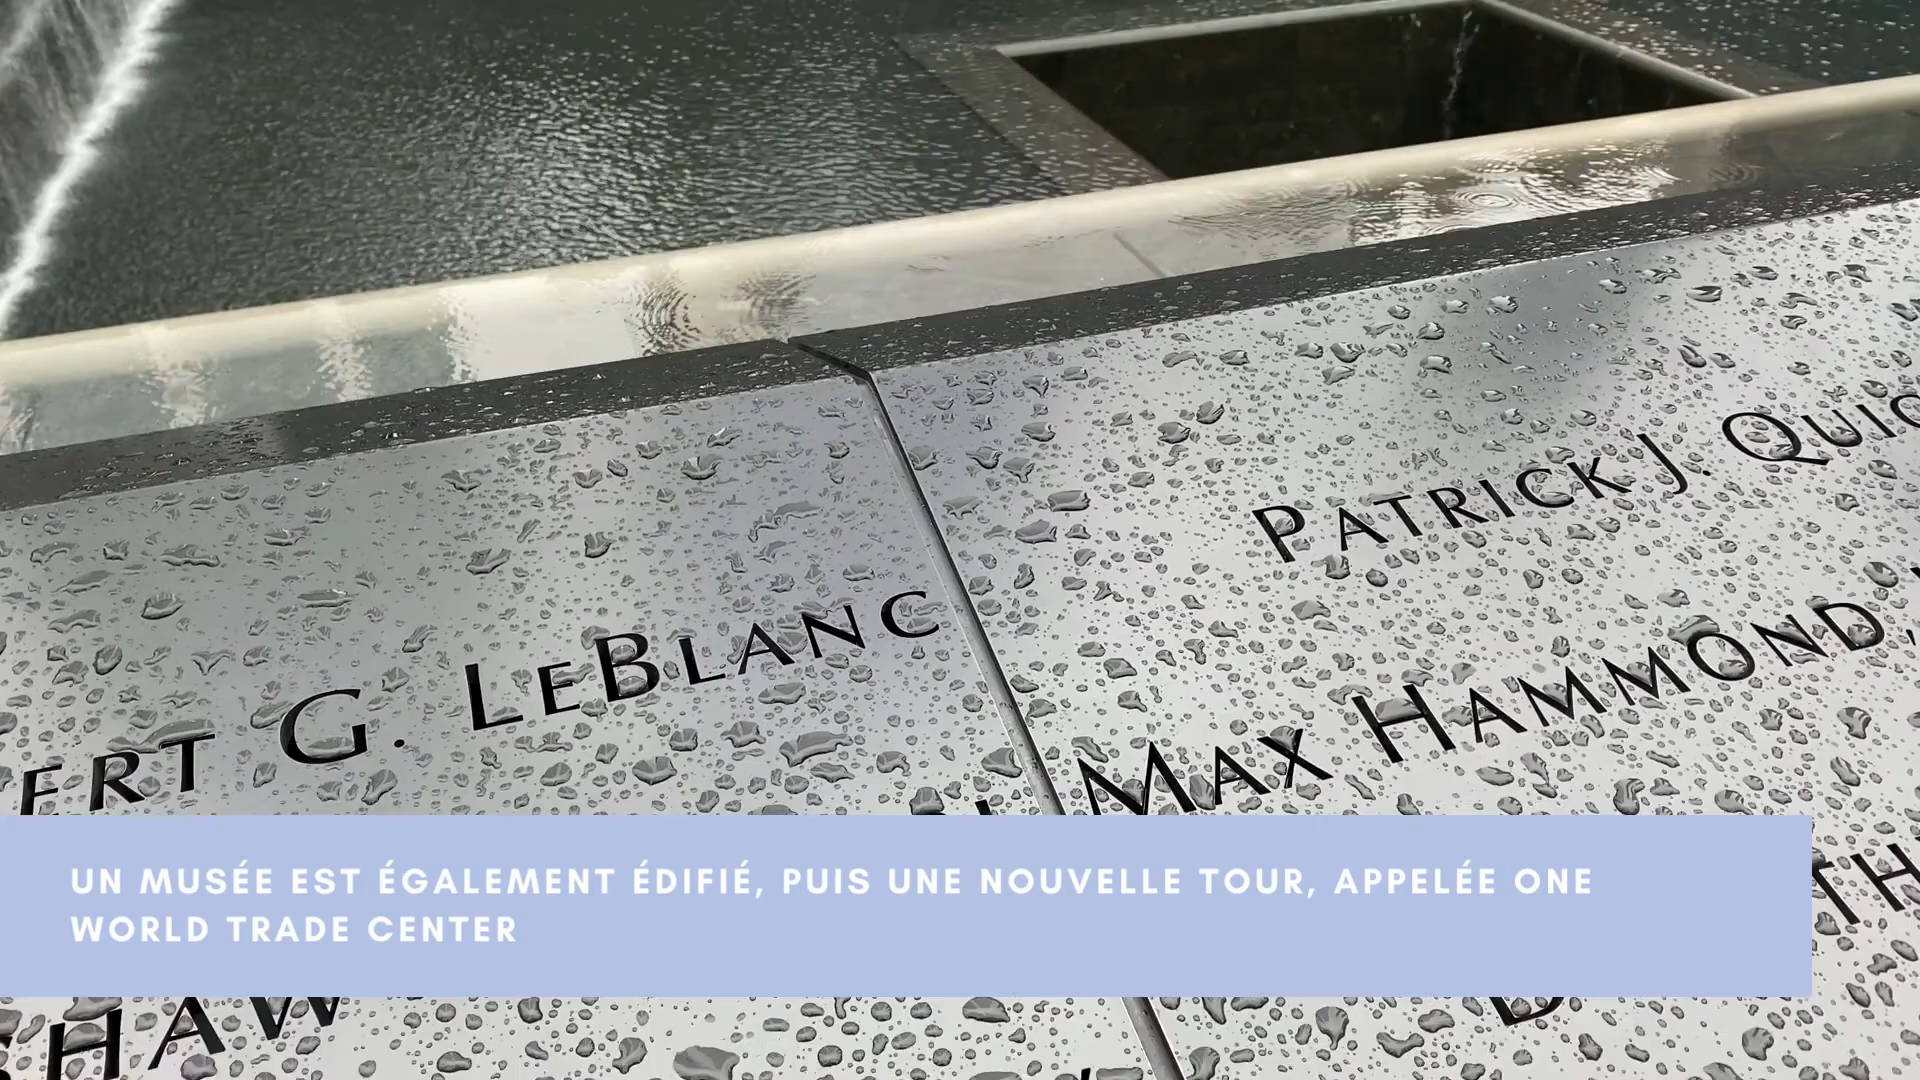 PATRICK J.
ERT G. LEBLANC
MAX HAMMOND,
UN MUSÉE EST ÉGALEMENT ÉDIFIÉ, PUIS UNE NOUVELLE TOUR, APPELÉE ONE
WORLD TRADE CENTER
SHAW